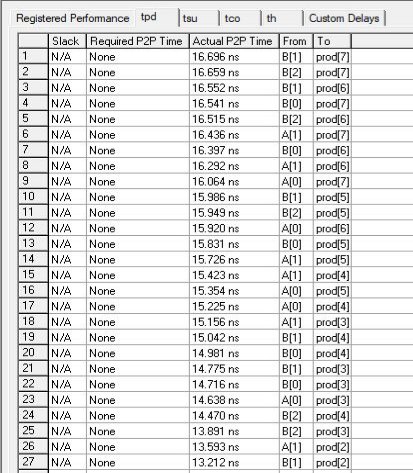 Registered Performance tpd tsu tco th Custom Delays
Slack Required P2P Time Actual P2P Time From To
1 N/A None 16.696 ns B[1] prod[7]
2 N/A None 16.659 ns B[2] prod[7]
3 N/A None 16.552 ns B[1] prod[6]
4 N/A None 16.541 ns B[0] prod[7]
5 N/A None 16.515 ns B[2] prod[6]
6 N/A None 16.436 ns A[1] prod[7]
7 N/A None 16.397 ns B[0] prod[6]
8 N/A None 16.292 ns A[1] prod[6]
9 N/A None 16.064 ns A[0] prod[7]
10 N/A None 15.986 ns B[1] prod[5]
11 N/A None 15.949 ns B[2] prod[5]
12 N/A None 15.920 ns A[0] prod[6]
13 N/A None 15.831 ns B[0] prod[5]
14 N/A None 15.726 ns A[1] prod[5]
15 N/A None 15.423 ns A[1] prod[4]
16 N/A None 15.354 ns A[0] prod[5]
17 N/A None 15.225 ns A[0] prod[4]
18 N/A None 15.156 ns A[1] prod[3]
19 N/A None 15.042 ns B[1] prod[4]
20 N/A None 14.981 ns B[0] prod[4]
21 N/A None 14.775 ns B[1] prod[3]
22 N/A None 14.716 ns B[0] prod[3]
23 N/A None 14.638 ns A[0] prod[3]
24 N/A None 14.470 ns B[2] prod[4]
25 N/A None 13.891 ns B[2] prod[3]
26 N/A None 13.593 ns A[1] prod[2]
27 N/A None 13.212 ns B[1] prod[2]